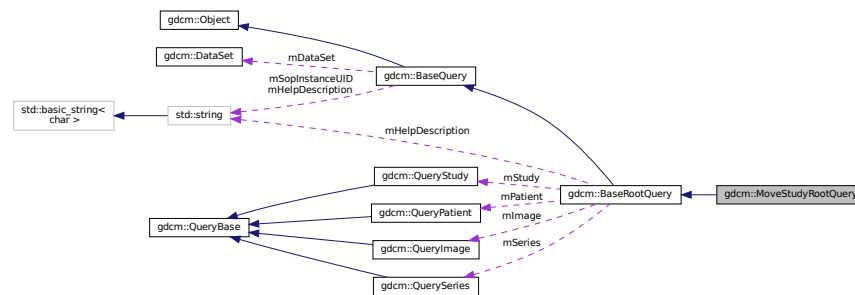 gdcm::Object
gdcm::DataSet
mDataSet
gdcm::BaseQuery
mSopInstanceUID
mHelpDescription
std::basic_string<
char >
std::string
mHelpDescription
gdcm::QueryStudy
mStudy
gdcm::BaseRootQuery
gdcm::MoveStudyRootQuery
mPatient
gdcm::QueryPatient
mImage
gdcm::QueryBase
gdcm::QueryImage
mSeries
gdcm::QuerySeries